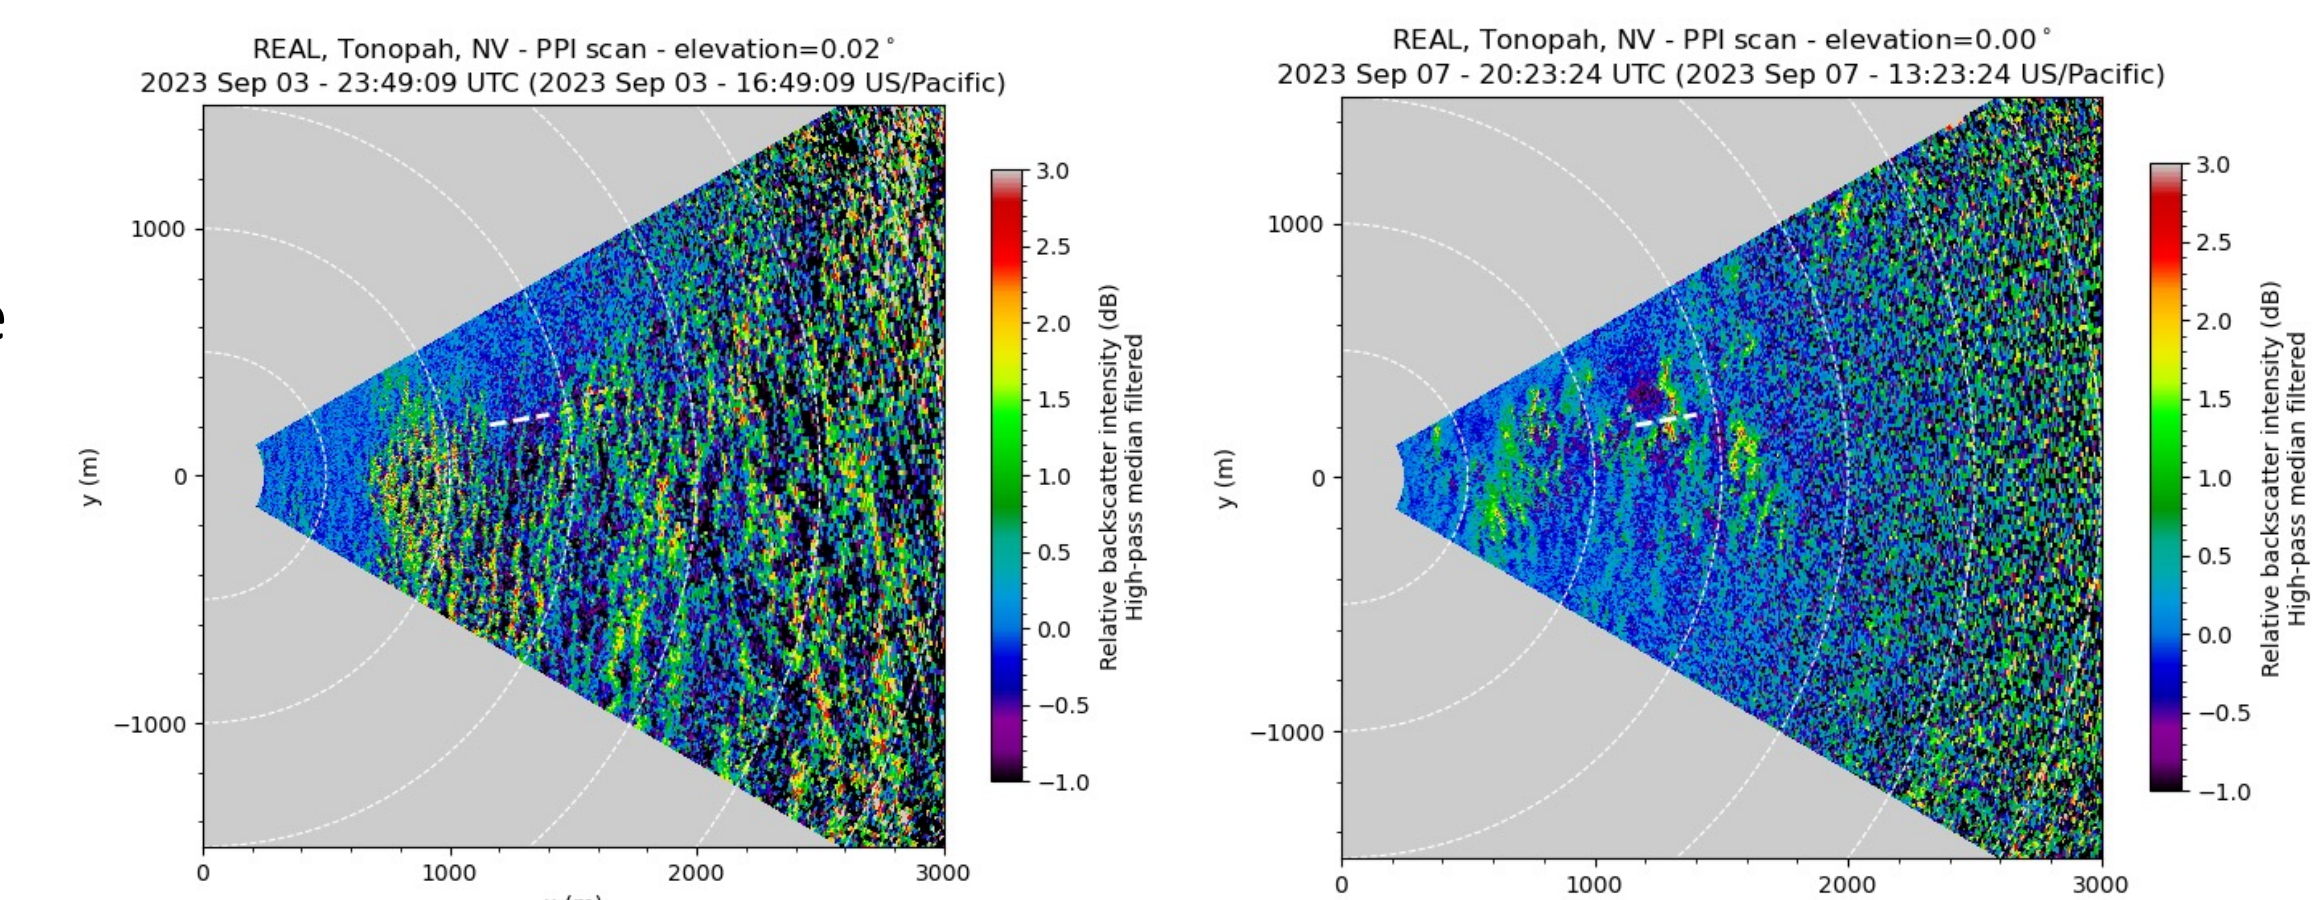 e
REAL, Tonopah, NV - PPI scan - elevation=0.02°
2023 Sep 03 - 23:49:09 UTC (2023 Sep 03 - 16:49:09 US/Pacific)
1000
0
−1000
y (m)
0
1000
2000
3000
3.0
2.5
2.0
1.5
1.0
0.5
0.0
−0.5
−1.0
Relative backscatter intensity (dB)
High-pass median filtered
REAL, Tonopah, NV - PPI scan - elevation=0.00°
2023 Sep 07 - 20:23:24 UTC (2023 Sep 07 - 13:23:24 US/Pacific)
1000
0
−1000
y (m)
0
1000
2000
3000
3.0
2.5
2.0
1.5
1.0
0.5
0.0
−0.5
−1.0
Relative backscatter intensity (dB)
High-pass median filtered